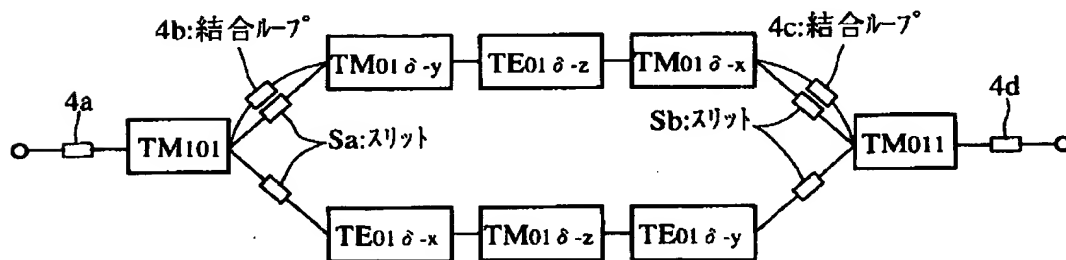 4b:結合ループ
4c:結合ループ
TM01δ-y
TE01δ-z
TM01δ-x
4a
4d
TM101
Sa:スリット
Sb:スリット
TM011
TE01δ-x
TM01δ-z
TE01δ-y